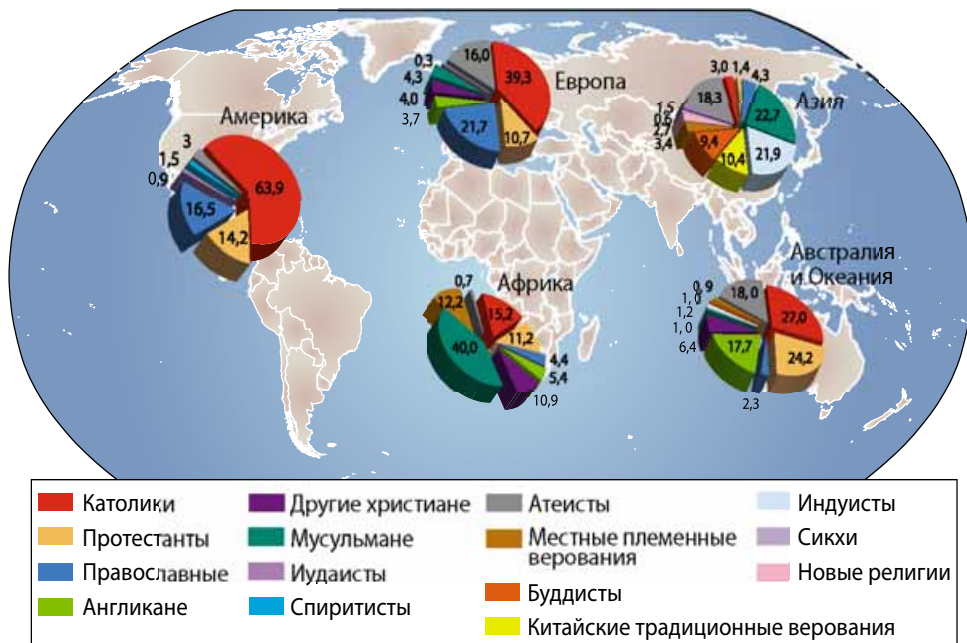 Америка
3
1,5
0,9
16,5
14,2
63,9
Европа
0,3
4,3
4,0
3,7
16,0
39,3
21,7
10,7
Азия
3,0
1,4
4,3
18,3
22,7
1,5
2,7
3,4
9,4
10,4
21,9
Африка
0,7
12,2
15,2
40,0
11,2
4,4
5,4
10,9
Австралия
и Океания
0,9
1,0
1,2
1,0
6,4
18,0
27,0
17,7
24,2
2,3
Католики
Протестанты
Православные
Англикане
Другие христиане
Мусульмане
Иудаисты
Спиритисты
Атеисты
Местные племенные
верования
Буддисты
Китайские традиционные верования
Индуисты
Сикхи
Новые религии